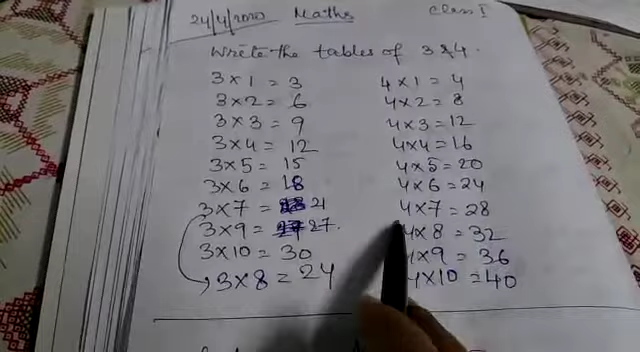 24/4/2020 Maths Class I
Write the tables of 3 & 4.
3 × 1 = 3
3 × 2 = 6
3 × 3 = 9
3 × 4 = 12
3 × 5 = 15
3 × 6 = 18
3 × 7 = 21
3 × 9 = 27.
3 × 10 = 30
3 × 8 = 24
4 × 1 = 4
4 × 2 = 8
4 × 3 = 12
4 × 4 = 16
4 × 5 = 20
4 × 6 = 24
4 × 7 = 28
4 × 8 = 32
4 × 9 = 36
4 × 10 = 40